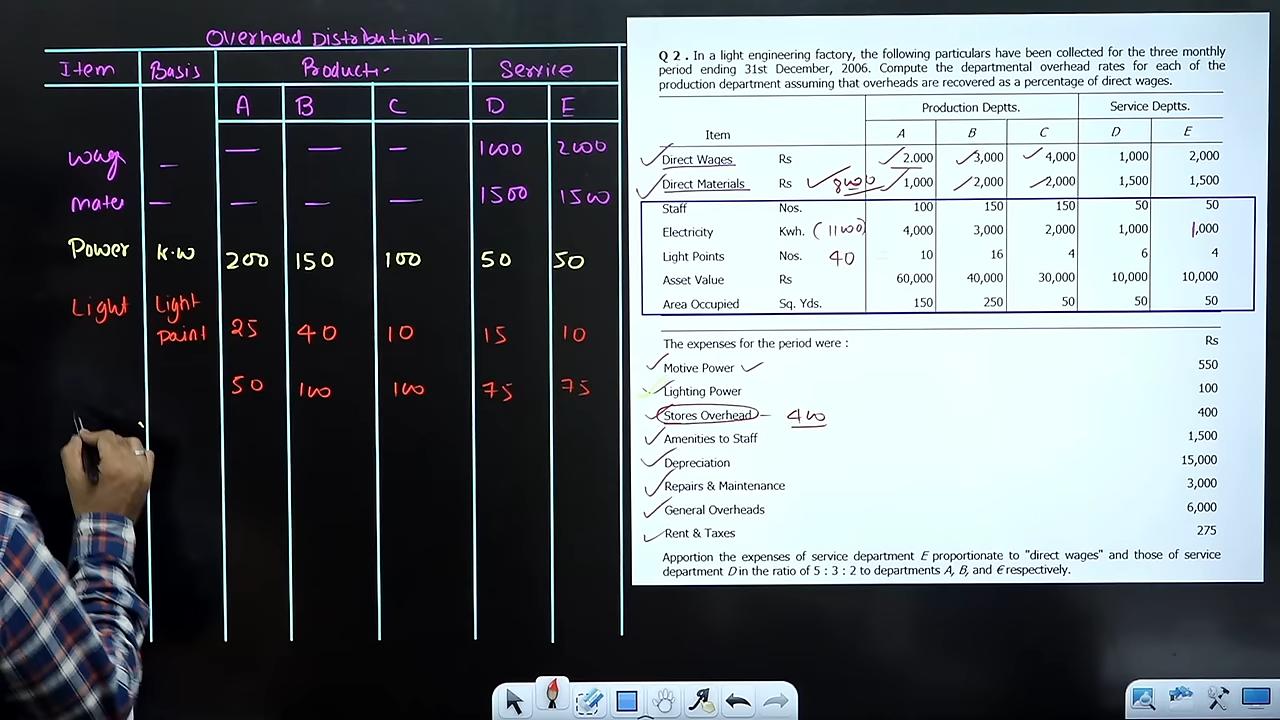 Overhead Distribution-
Item Basis Producti. Service
A B C D E
wag — — — — 1000 2000
mate — — — — 1500 1500
Power K.W 200 150 100 50 50
Light Light point 25 40 10 15 10
50 100 100 75 75
Q 2 . In a light engineering factory, the following particulars have been collected for the three monthly
period ending 31st December, 2006. Compute the departmental overhead rates for each of the
production department assuming that overheads are recovered as a percentage of direct wages.
Production Deptts. Service Deptts.
Item A B C D E
Direct Wages Rs 2.000 3,000 4,000 1,000 2,000
Direct Materials Rs 8000 1,000 2,000 2,000 1,500 1,500
Staff Nos. 100 150 150 50 50
Electricity Kwh. (1100) 4,000 3,000 2,000 1,000 1,000
Light Points Nos. 40 10 16 4 6 4
Asset Value Rs 60,000 40,000 30,000 10,000 10,000
Area Occupied Sq. Yds. 150 250 50 50 50
The expenses for the period were : Rs
Motive Power 550
Lighting Power 100
Stores Overhead - 400 400
Amenities to Staff 1,500
Depreciation 15,000
Repairs & Maintenance 3,000
General Overheads 6,000
Rent & Taxes 275
Apportion the expenses of service department E proportionate to "direct wages" and those of service
department D in the ratio of 5 : 3 : 2 to departments A, B, and C respectively.